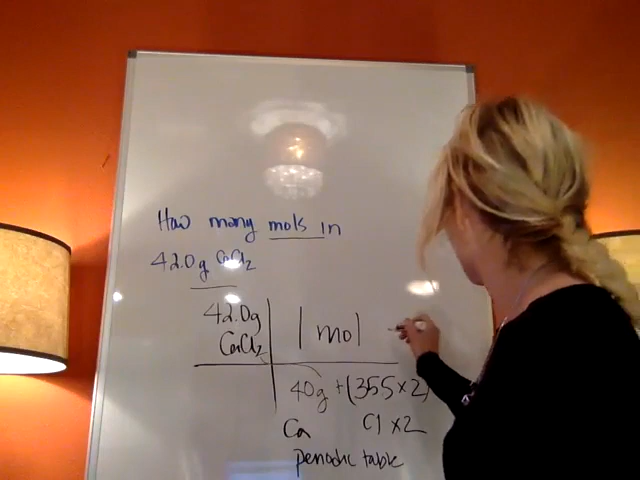 How many mols in
42.0g CaCl2
42.0g
CaCl2
1 mol
40g + (35.5 x 2)
Ca Cl x2
periodic table